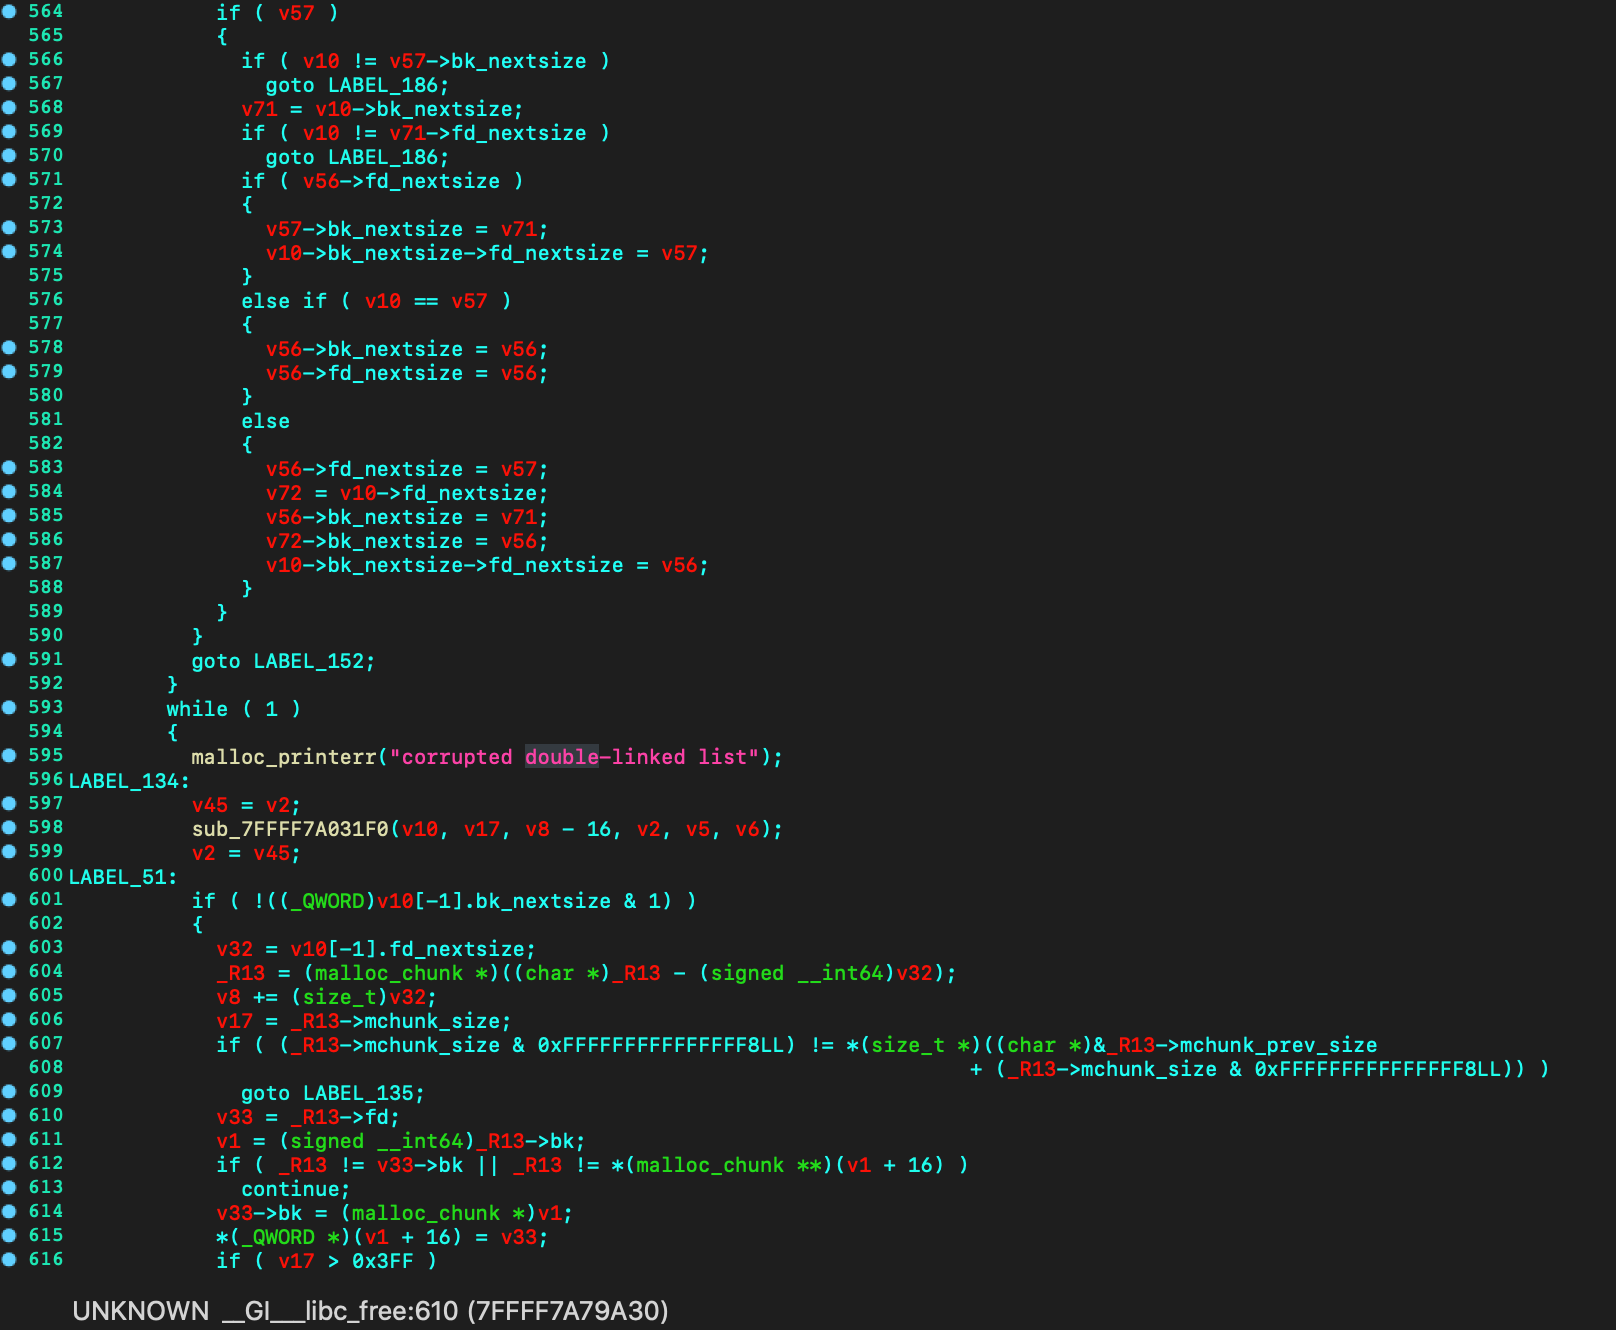 564 if ( v57 )
565 {
566 if ( v10 != v57->bk_nextsize )
567 goto LABEL_186;
568 v71 = v10->bk_nextsize;
569 if ( v10 != v71->fd_nextsize )
570 goto LABEL_186;
571 if ( v56->fd_nextsize )
572 {
573 v57->bk_nextsize = v71;
574 v10->bk_nextsize->fd_nextsize = v57;
575 }
576 else if ( v10 == v57 )
577 {
578 v56->bk_nextsize = v56;
579 v56->fd_nextsize = v56;
580 }
581 else
582 {
583 v56->fd_nextsize = v57;
584 v72 = v10->fd_nextsize;
585 v56->bk_nextsize = v71;
586 v72->bk_nextsize = v56;
587 v10->bk_nextsize->fd_nextsize = v56;
588 }
589 }
590 }
591 goto LABEL_152;
592 }
593 while ( 1 )
594 {
595 malloc_printerr("corrupted double-linked list");
596 LABEL_134:
597 v45 = v2;
598 sub_7FFFF7A031F0(v10, v17, v8 - 16, v2, v5, v6);
599 v2 = v45;
600 LABEL_51:
601 if ( !((_QWORD)v10[-1].bk_nextsize & 1) )
602 {
603 v32 = v10[-1].fd_nextsize;
604 _R13 = (malloc_chunk *)((char *)_R13 - (signed __int64)v32);
605 v8 += (size_t)v32;
606 v17 = _R13->mchunk_size;
607 if ( (_R13->mchunk_size & 0xFFFFFFFFFFFFFFF8LL) != *(size_t *)((char *)&_R13->mchunk_prev_size
608 + (_R13->mchunk_size & 0xFFFFFFFFFFFFFFF8LL)) )
609 goto LABEL_135;
610 v33 = _R13->fd;
611 v1 = (signed __int64)_R13->bk;
612 if ( _R13 != v33->bk || _R13 != *(malloc_chunk **)(v1 + 16) )
613 continue;
614 v33->bk = (malloc_chunk *)v1;
615 *(_QWORD *)(v1 + 16) = v33;
616 if ( v17 > 0x3FF )
UNKNOWN __GI___libc_free:610 (7FFFF7A79A30)